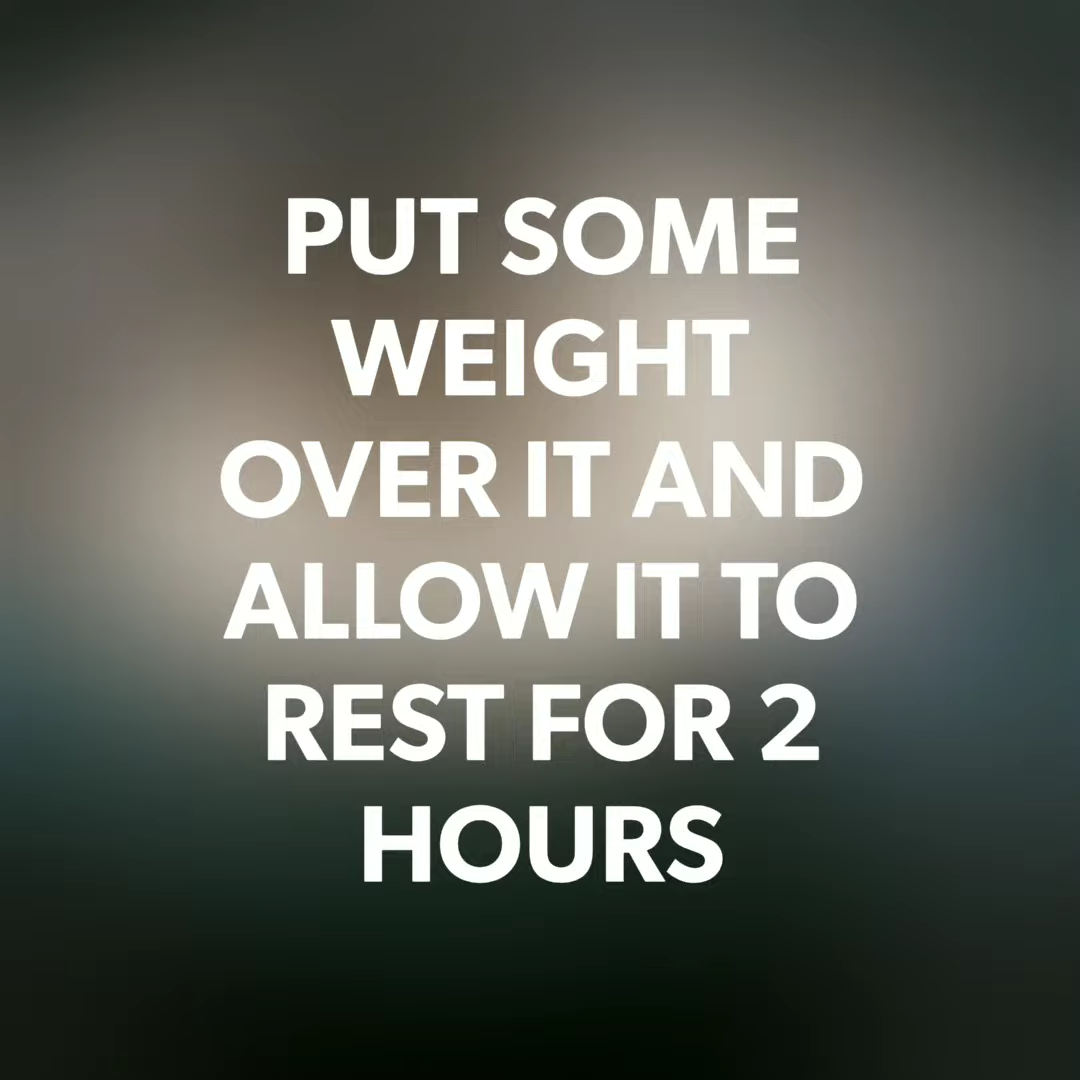 PUT SOME
WEIGHT
OVER IT AND
ALLOW IT TO
REST FOR 2
HOURS